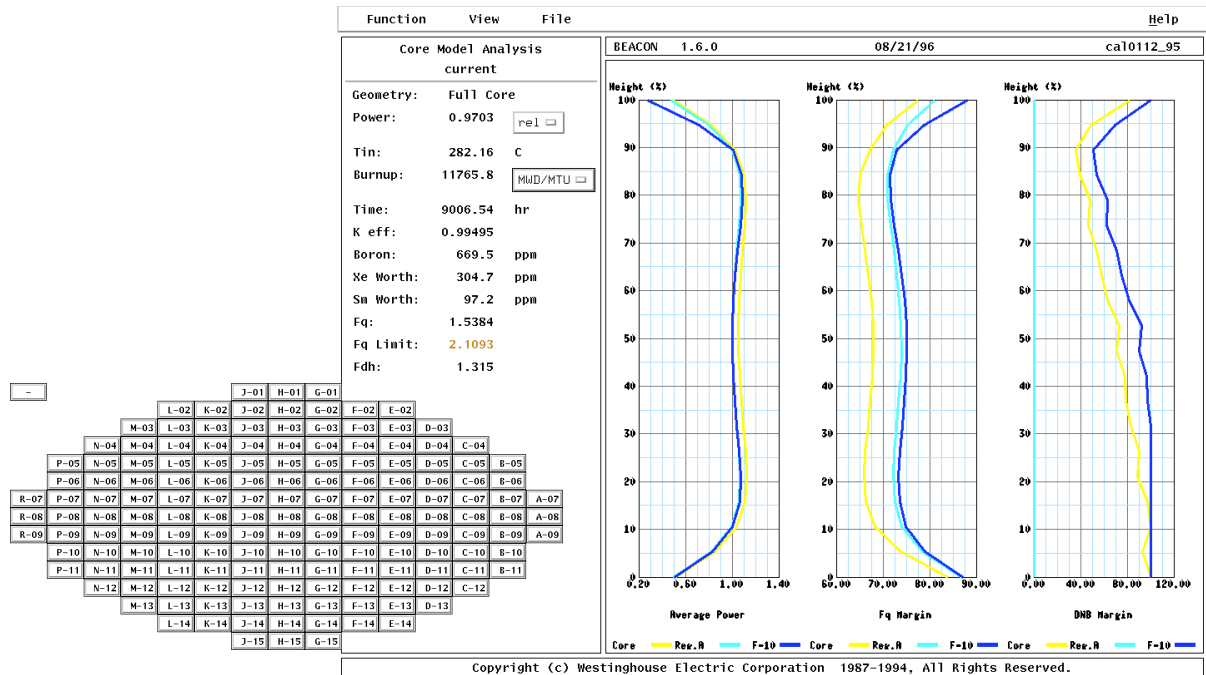 Function View File Help
Core Model Analysis
current
Geometry: Full Core
Power: 0.9703 rel
Tin: 282.16 C
Burnup: 11765.8 MWD/MTU
Time: 9006.54 hr
K eff: 0.99495
Boron: 669.5 ppm
Xe Worth: 304.7 ppm
Sm Worth: 97.2 ppm
Fq: 1.5384
Fq Limit: 2.1093
Fdh: 1.315
BEACON 1.6.0 08/21/96 cal0112_95
Height (%) Height (%) Height (%)
100 100 100
90 90 90
80 80 80
70 70 70
60 60 60
50 50 50
40 40 40
30 30 30
20 20 20
10 10 10
0 0 0
0.20 0.60 1.00 1.40 60.00 70.00 80.00 90.00 0.00 40.00 80.00 120.00
Average Power Fq Margin DNB Margin
Core Reg.A F-10 Core Reg.A F-10 Core Reg.A F-10
-
J-01 H-01 G-01
L-02 K-02 J-02 H-02 G-02 F-02 E-02
M-03 L-03 K-03 J-03 H-03 G-03 F-03 E-03 D-03
N-04 M-04 L-04 K-04 J-04 H-04 G-04 F-04 E-04 D-04 C-04
P-05 N-05 M-05 L-05 K-05 J-05 H-05 G-05 F-05 E-05 D-05 C-05 B-05
P-06 N-06 M-06 L-06 K-06 J-06 H-06 G-06 F-06 E-06 D-06 C-06 B-06
R-07 P-07 N-07 M-07 L-07 K-07 J-07 H-07 G-07 F-07 E-07 D-07 C-07 B-07 A-07
R-08 P-08 N-08 M-08 L-08 K-08 J-08 H-08 G-08 F-08 E-08 D-08 C-08 B-08 A-08
R-09 P-09 N-09 M-09 L-09 K-09 J-09 H-09 G-09 F-09 E-09 D-09 C-09 B-09 A-09
P-10 N-10 M-10 L-10 K-10 J-10 H-10 G-10 F-10 E-10 D-10 C-10 B-10
P-11 N-11 M-11 L-11 K-11 J-11 H-11 G-11 F-11 E-11 D-11 C-11 B-11
N-12 M-12 L-12 K-12 J-12 H-12 G-12 F-12 E-12 D-12 C-12
M-13 L-13 K-13 J-13 H-13 G-13 F-13 E-13 D-13
L-14 K-14 J-14 H-14 G-14 F-14 E-14
J-15 H-15 G-15
Copyright (c) Westinghouse Electric Corporation 1987-1994, All Rights Reserved.